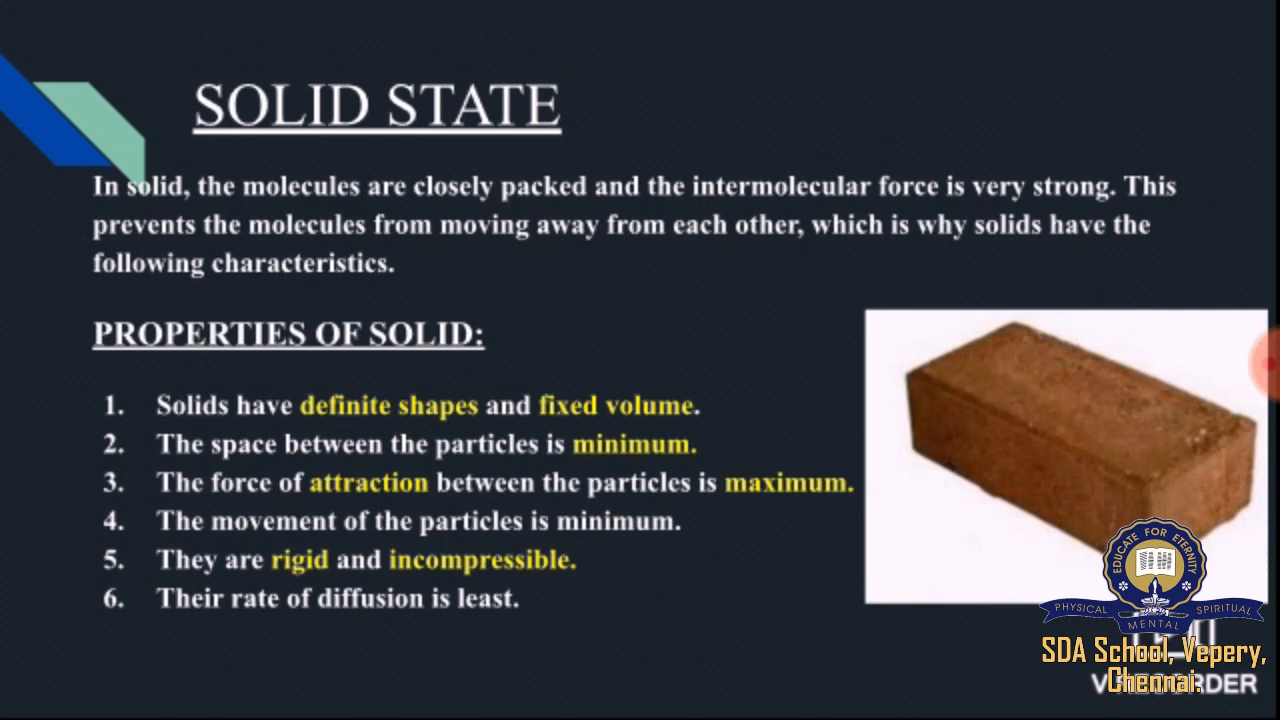 SOLID STATE
In solid, the molecules are closely packed and the intermolecular force is very strong. This
prevents the molecules from moving away from each other, which is why solids have the
following characteristics.
PROPERTIES OF SOLID:
1. Solids have definite shapes and fixed volume.
2. The space between the particles is minimum.
3. The force of attraction between the particles is maximum.
4. The movement of the particles is minimum.
5. They are rigid and incompressible.
6. Their rate of diffusion is least.
EDUCATE FOR ETERNITY
PHYSICAL MENTAL SPIRITUAL
SDA School, Vepery,
Chennai.